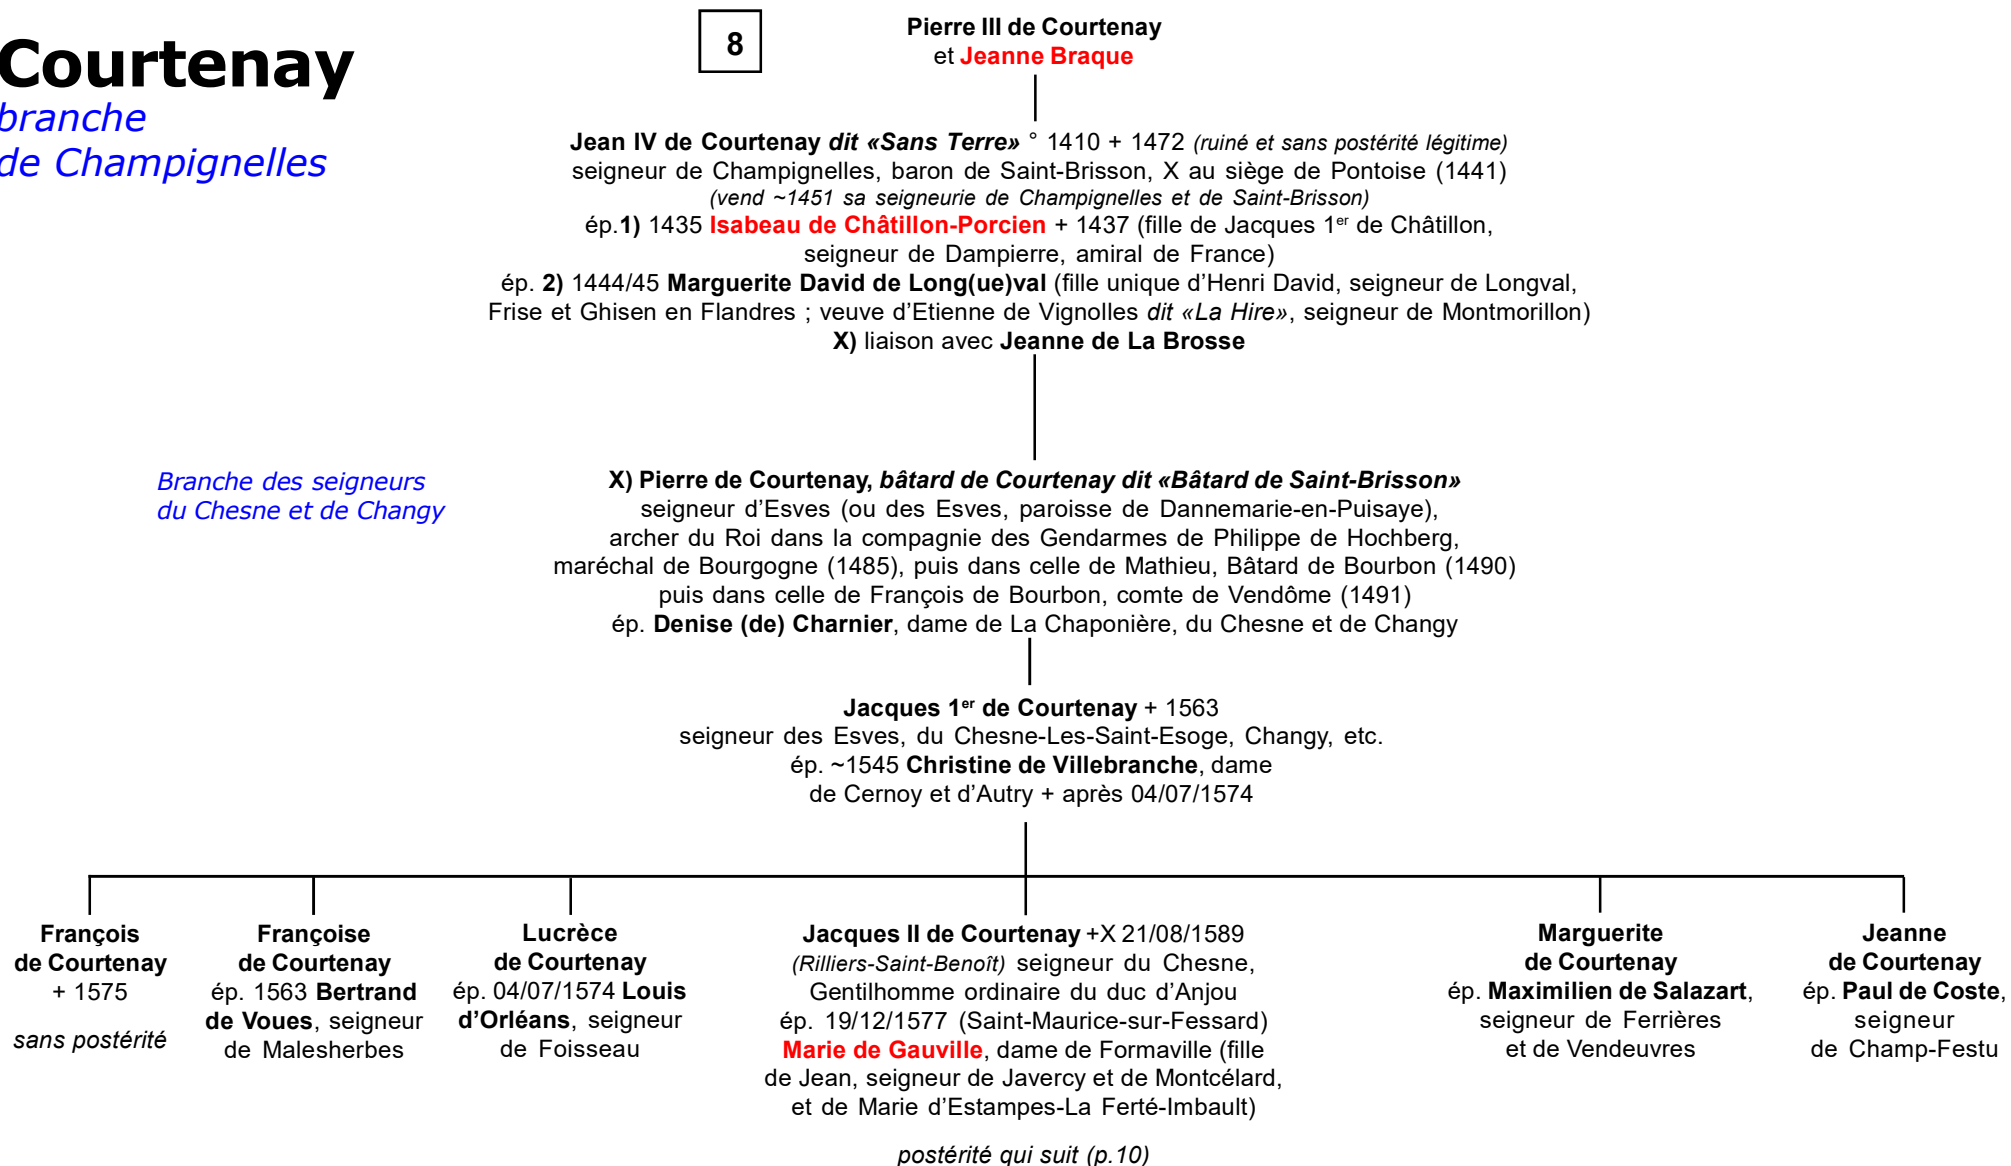 Courtenay
branche
de Champignelles
8
Pierre III de Courtenay
et Jeanne Braque
Jean IV de Courtenay dit «Sans Terre» ° 1410 + 1472 (ruiné et sans postérité légitime)
seigneur de Champignelles, baron de Saint-Brisson, X au siège de Pontoise (1441)
(vend ~1451 sa seigneurie de Champignelles et de Saint-Brisson)
ép.1) 1435 Isabeau de Châtillon-Porcien + 1437 (fille de Jacques 1er de Châtillon,
seigneur de Dampierre, amiral de France)
ép. 2) 1444/45 Marguerite David de Long(ue)val (fille unique d'Henri David, seigneur de Longval,
Frise et Ghisen en Flandres ; veuve d'Etienne de Vignolles dit «La Hire», seigneur de Montmorillon)
X) liaison avec Jeanne de La Brosse
Branche des seigneurs
du Chesne et de Changy
X) Pierre de Courtenay, bâtard de Courtenay dit «Bâtard de Saint-Brisson»
seigneur d'Esves (ou des Esves, paroisse de Dannemarie-en-Puisaye),
archer du Roi dans la compagnie des Gendarmes de Philippe de Hochberg,
maréchal de Bourgogne (1485), puis dans celle de Mathieu, Bâtard de Bourbon (1490)
puis dans celle de François de Bourbon, comte de Vendôme (1491)
ép. Denise (de) Charnier, dame de La Chaponière, du Chesne et de Changy
Jacques 1er de Courtenay + 1563
seigneur des Esves, du Chesne-Les-Saint-Esoge, Changy, etc.
ép. ~1545 Christine de Villebranche, dame
de Cernoy et d'Autry + après 04/07/1574
François
de Courtenay
+ 1575
sans postérité
Françoise
de Courtenay
ép. 1563 Bertrand
de Voues, seigneur
de Malesherbes
Lucrèce
de Courtenay
ép. 04/07/1574 Louis
d'Orléans, seigneur
de Foisseau
Jacques II de Courtenay +X 21/08/1589
(Rilliers-Saint-Benoît) seigneur du Chesne,
Gentilhomme ordinaire du duc d'Anjou
ép. 19/12/1577 (Saint-Maurice-sur-Fessard)
Marie de Gauville, dame de Formaville (fille
de Jean, seigneur de Javercy et de Montcélard,
et de Marie d'Estampes-La Ferté-Imbault)
postérité qui suit (p.10)
Marguerite
de Courtenay
ép. Maximilien de Salazart,
seigneur de Ferrières
et de Vendeuvres
Jeanne
de Courtenay
ép. Paul de Coste,
seigneur
de Champ-Festu